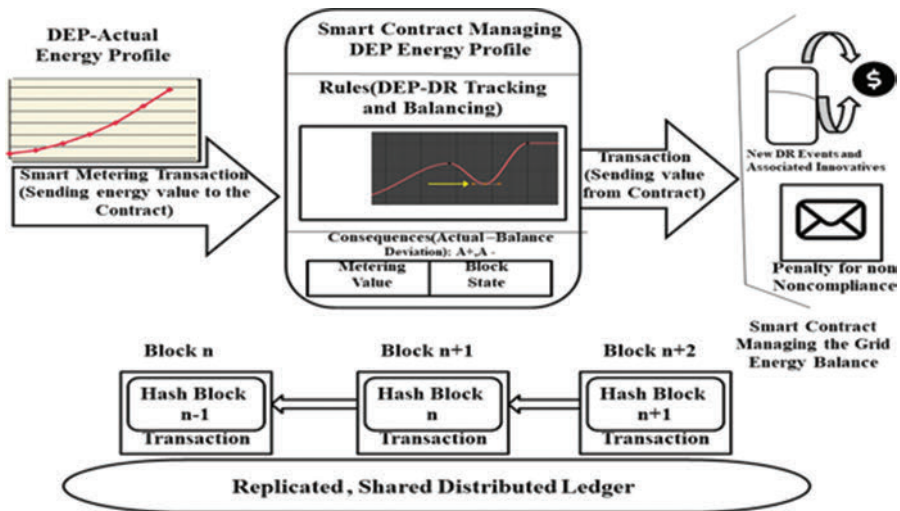 DEP-Actual
Energy Profile
Smart Metering Transaction
(Sending energy value to the
Contract)
Smart Contract Managing
DEP Energy Profile
Rules(DEP-DR Tracking
and Balancing)
Consequences(Actual –Balance
Deviation): A+,A -
Metering
Value
Block
State
Transaction
(Sending value
from Contract)
$
New DR Events and
Associated Innovatives
Penalty for non
Noncompliance
Smart Contract
Managing the Grid
Energy Balance
Block n
Block n+1
Block n+2
Hash Block
n-1
Transaction
Hash Block
n
Transaction
Hash Block
n+1
Transaction
Replicated , Shared Distributed Ledger